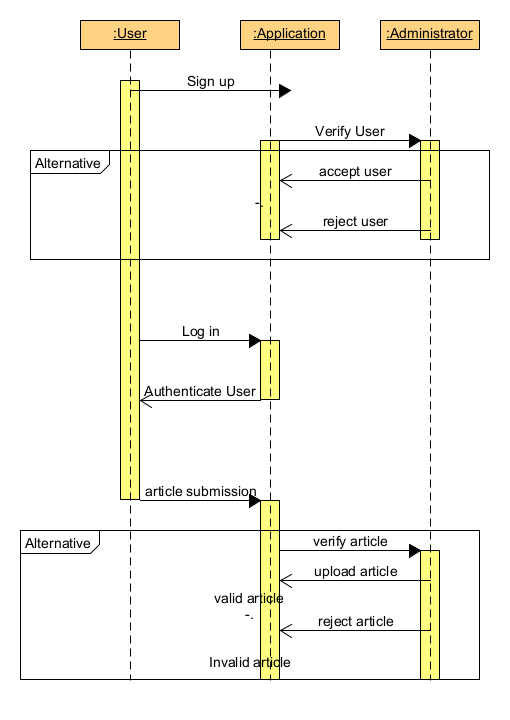 :User
:Application
:Administrator
Sign up
Verify User
Alternative
accept user
-.
reject user
Log in
Authenticate User
article submission
Alternative
verify article
upload article
valid article
-.
reject article
Invalid article